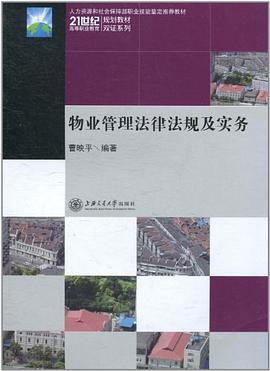 人力资源和社会保障部职业技能鉴定推荐教材
21世纪 规划教材
高等职业教育 双证系列
物业管理法律法规及实务
曹映平＼编著
上海交通大学出版社